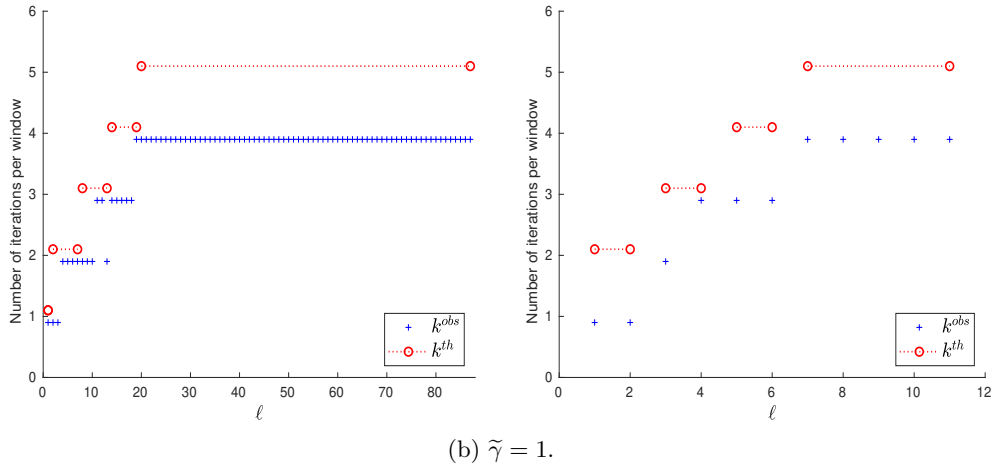 Number of iterations per window
6
5
4
3
2
1
0
0 10 20 30 40 50 60 70 80
ℓ
k^{obs}
k^{th}
Number of iterations per window
6
5
4
3
2
1
0
0 2 4 6 8 10 12
ℓ
k^{obs}
k^{th}
(b) γ̃ = 1.